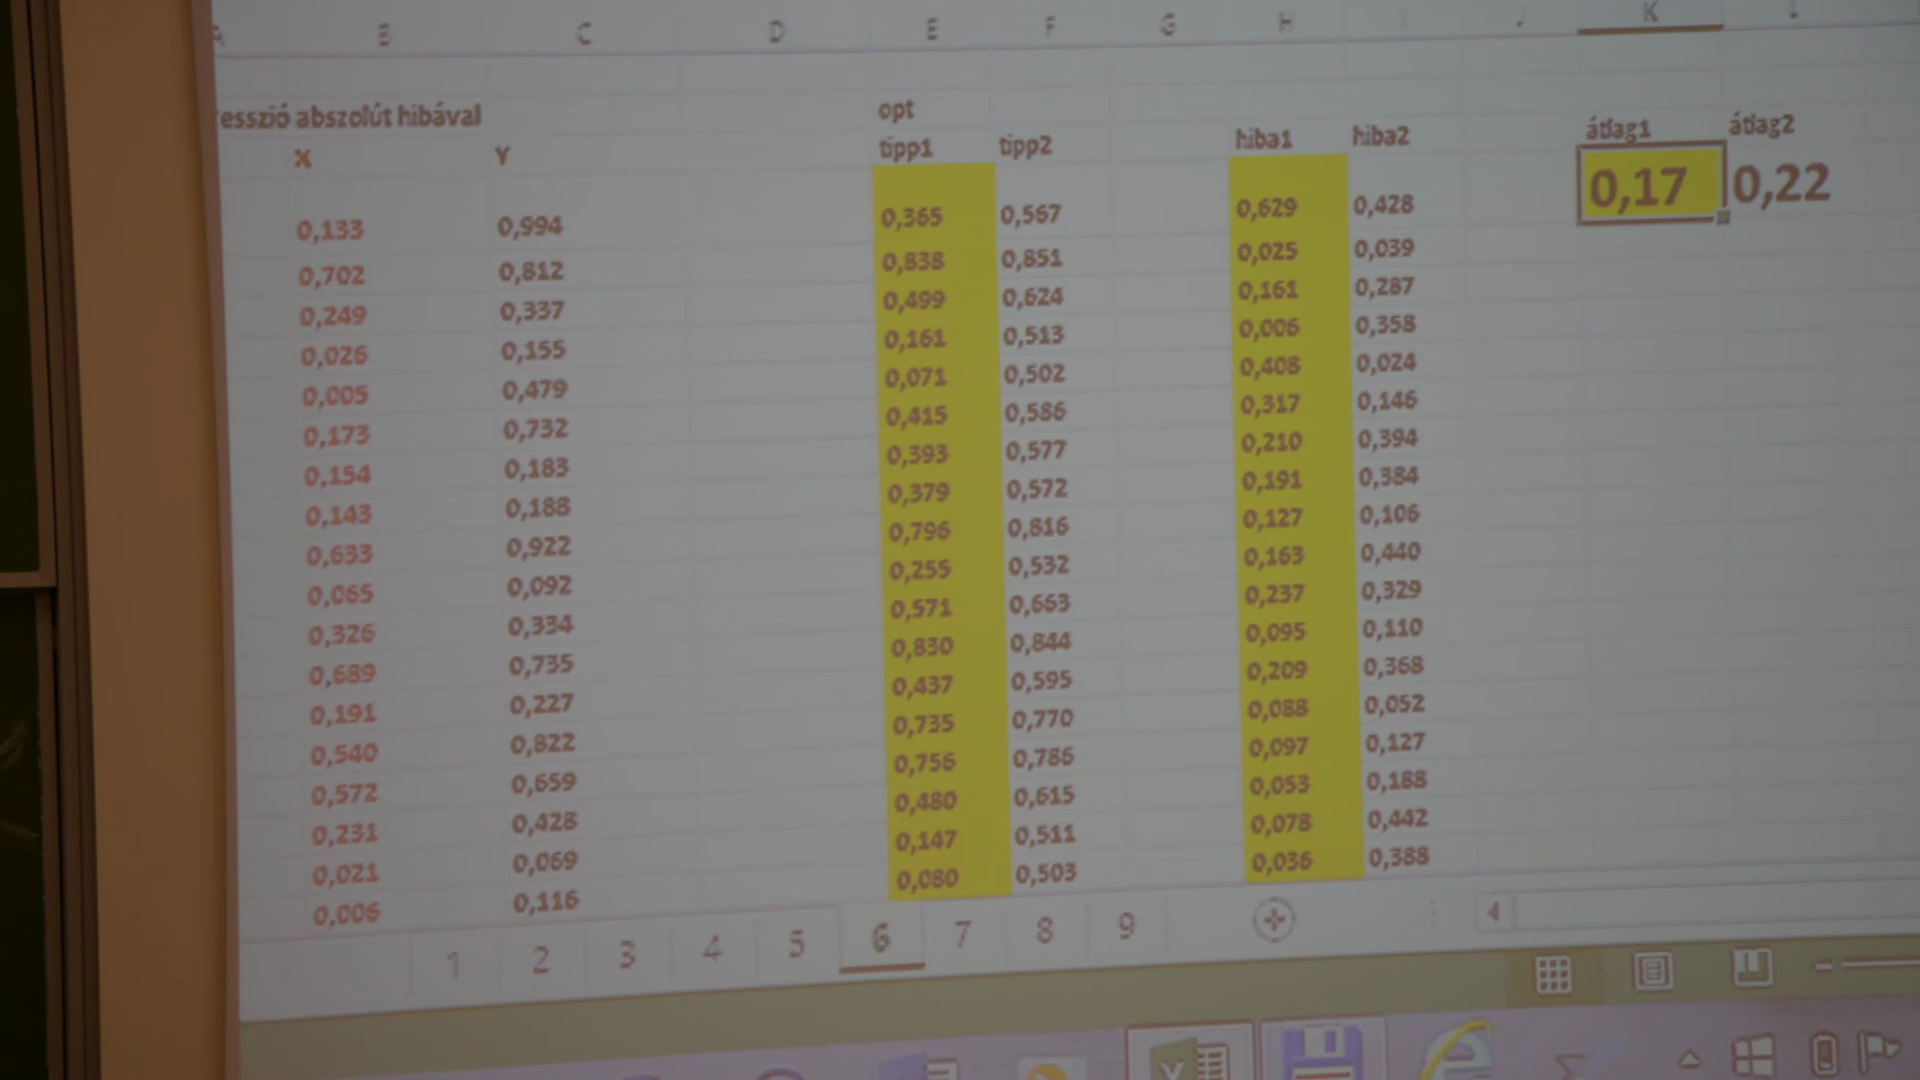 B C D E F G H K
esszió abszolút hibával opt
X Y tipp1 tipp2 hiba1 hiba2 átlag1 átlag2
0,133 0,994 0,365 0,567 0,629 0,428 0,17 0,22
0,702 0,812 0,838 0,851 0,025 0,039
0,249 0,337 0,499 0,624 0,161 0,287
0,026 0,155 0,161 0,513 0,006 0,358
0,005 0,479 0,071 0,502 0,408 0,024
0,173 0,732 0,415 0,586 0,317 0,146
0,154 0,183 0,393 0,577 0,210 0,394
0,143 0,188 0,379 0,572 0,191 0,384
0,633 0,922 0,796 0,816 0,127 0,106
0,065 0,092 0,255 0,532 0,163 0,440
0,326 0,334 0,571 0,663 0,237 0,329
0,689 0,735 0,830 0,844 0,095 0,110
0,191 0,227 0,437 0,595 0,209 0,368
0,540 0,822 0,735 0,770 0,088 0,052
0,572 0,659 0,756 0,786 0,097 0,127
0,231 0,428 0,480 0,615 0,053 0,188
0,021 0,069 0,147 0,511 0,078 0,442
0,006 0,116 0,080 0,503 0,036 0,388
1 2 3 4 5 6 7 8 9